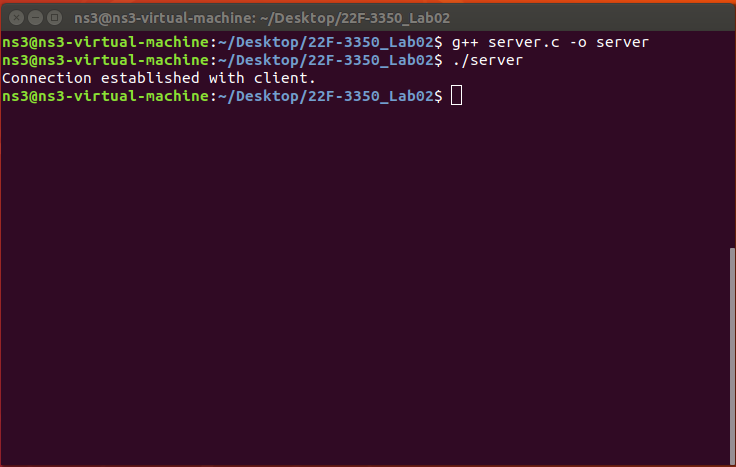 ns3@ns3-virtual-machine: ~/Desktop/22F-3350_Lab02
ns3@ns3-virtual-machine:~/Desktop/22F-3350_Lab02$ g++ server.c -o server
ns3@ns3-virtual-machine:~/Desktop/22F-3350_Lab02$ ./server
Connection established with client.
ns3@ns3-virtual-machine:~/Desktop/22F-3350_Lab02$